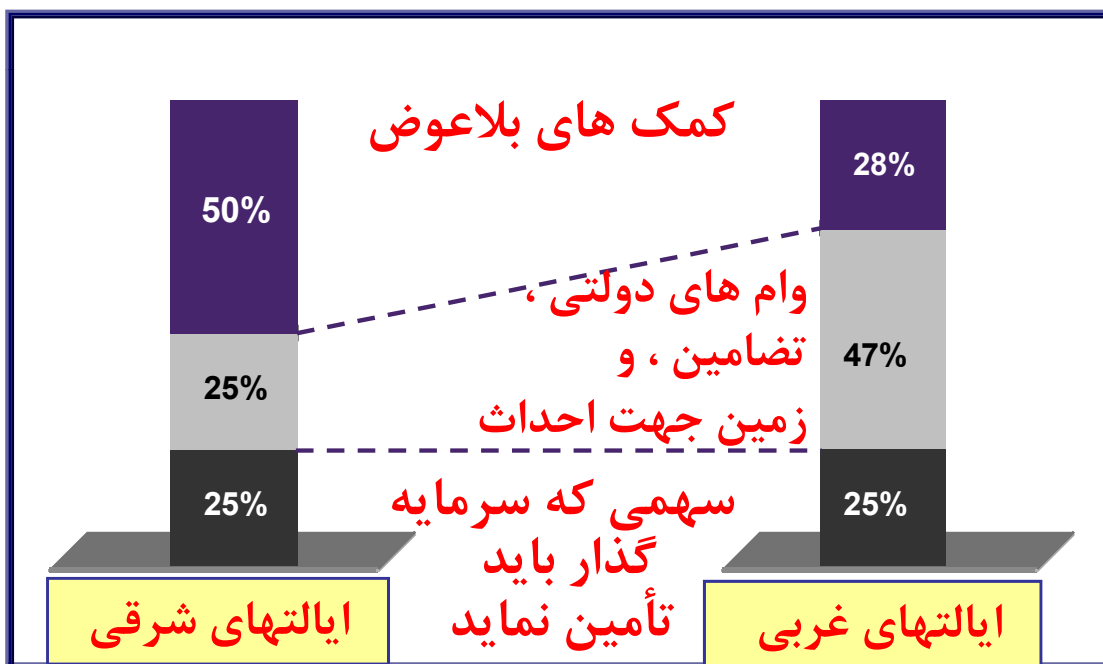 کمک های بلاعوض
28%
50%
وام های دولتی ،
تضامین ، و
زمین جهت احداث
47%
25%
سهمی که سرمایه
گذار باید
تأمین نماید
25%
25%
ایالتهای غربی
ایالتهای شرقی